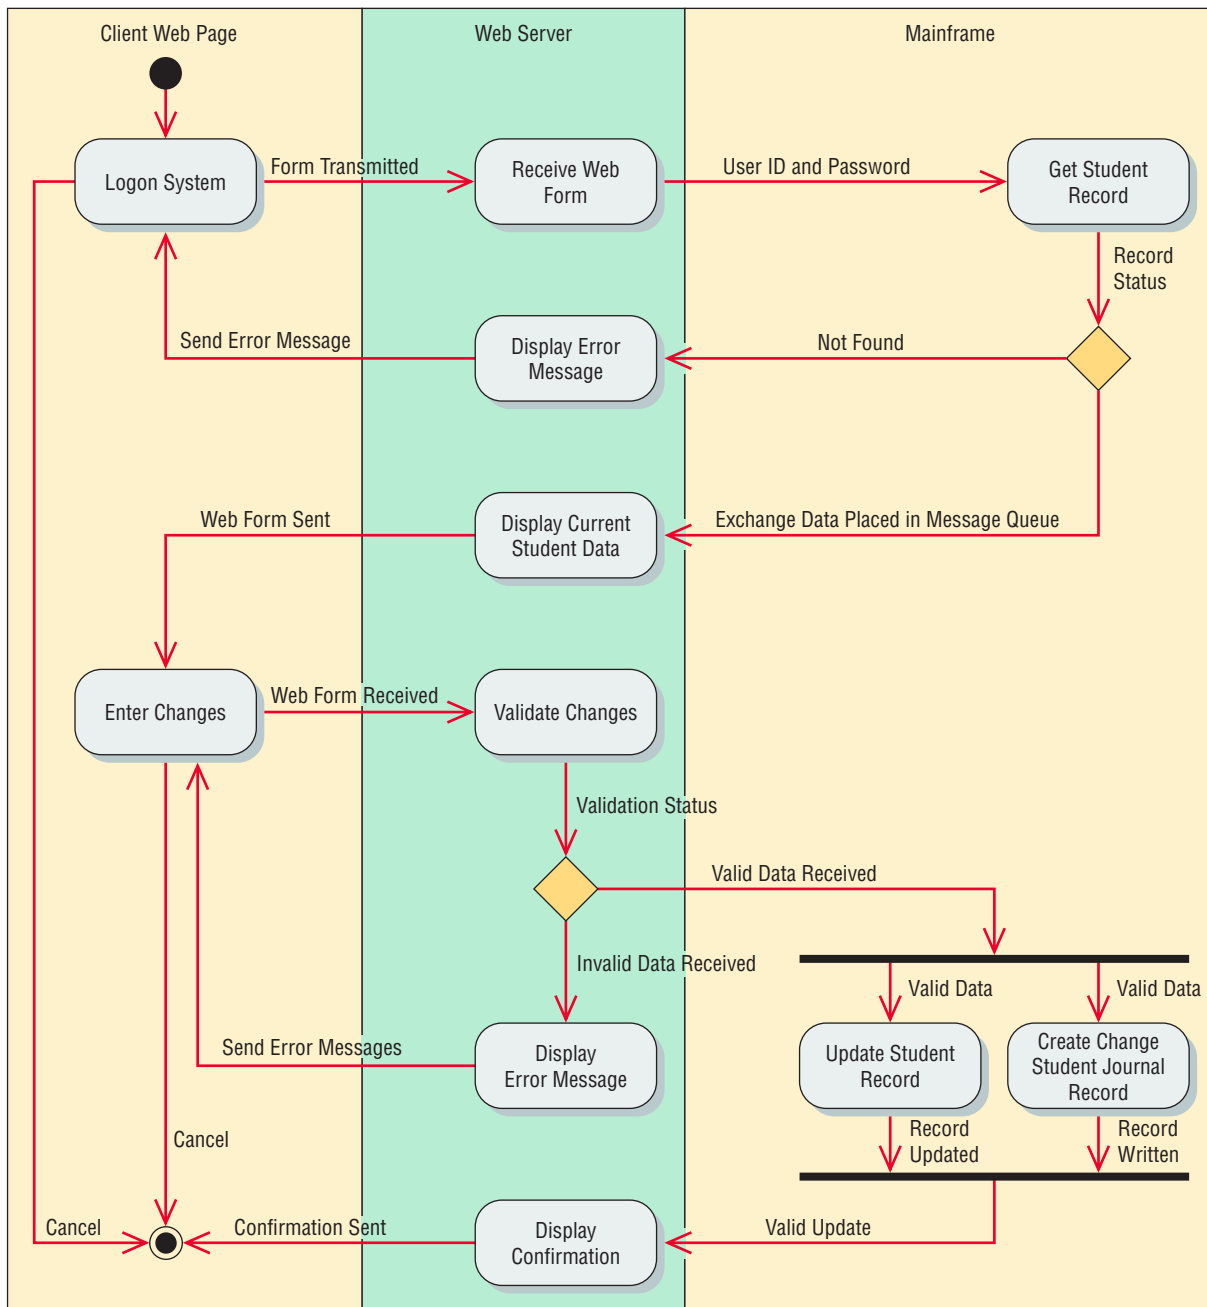 Client Web Page
Web Server
Mainframe
Logon System
Form Transmitted
Receive Web
Form
User ID and Password
Get Student
Record
Record
Status
Send Error Message
Display Error
Message
Not Found
Web Form Sent
Display Current
Student Data
Exchange Data Placed in Message Queue
Enter Changes
Web Form Received
Validate Changes
Validation Status
Valid Data Received
Invalid Data Received
Valid Data
Valid Data
Send Error Messages
Display
Error Message
Update Student
Record
Create Change
Student Journal
Record
Cancel
Record
Updated
Record
Written
Cancel
Confirmation Sent
Display
Confirmation
Valid Update